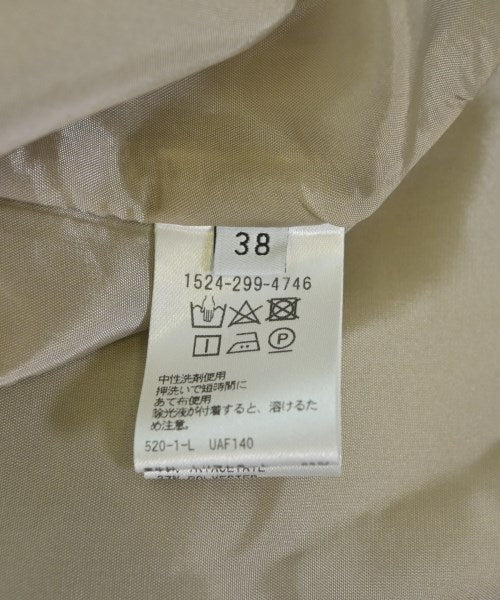 38
1524-299-4746
P
中性洗剤使用
押洗いで短時間に
あて布使用
除光液が付着すると、溶けるた
め注意。
520-1-L UAF140
POLYESTER